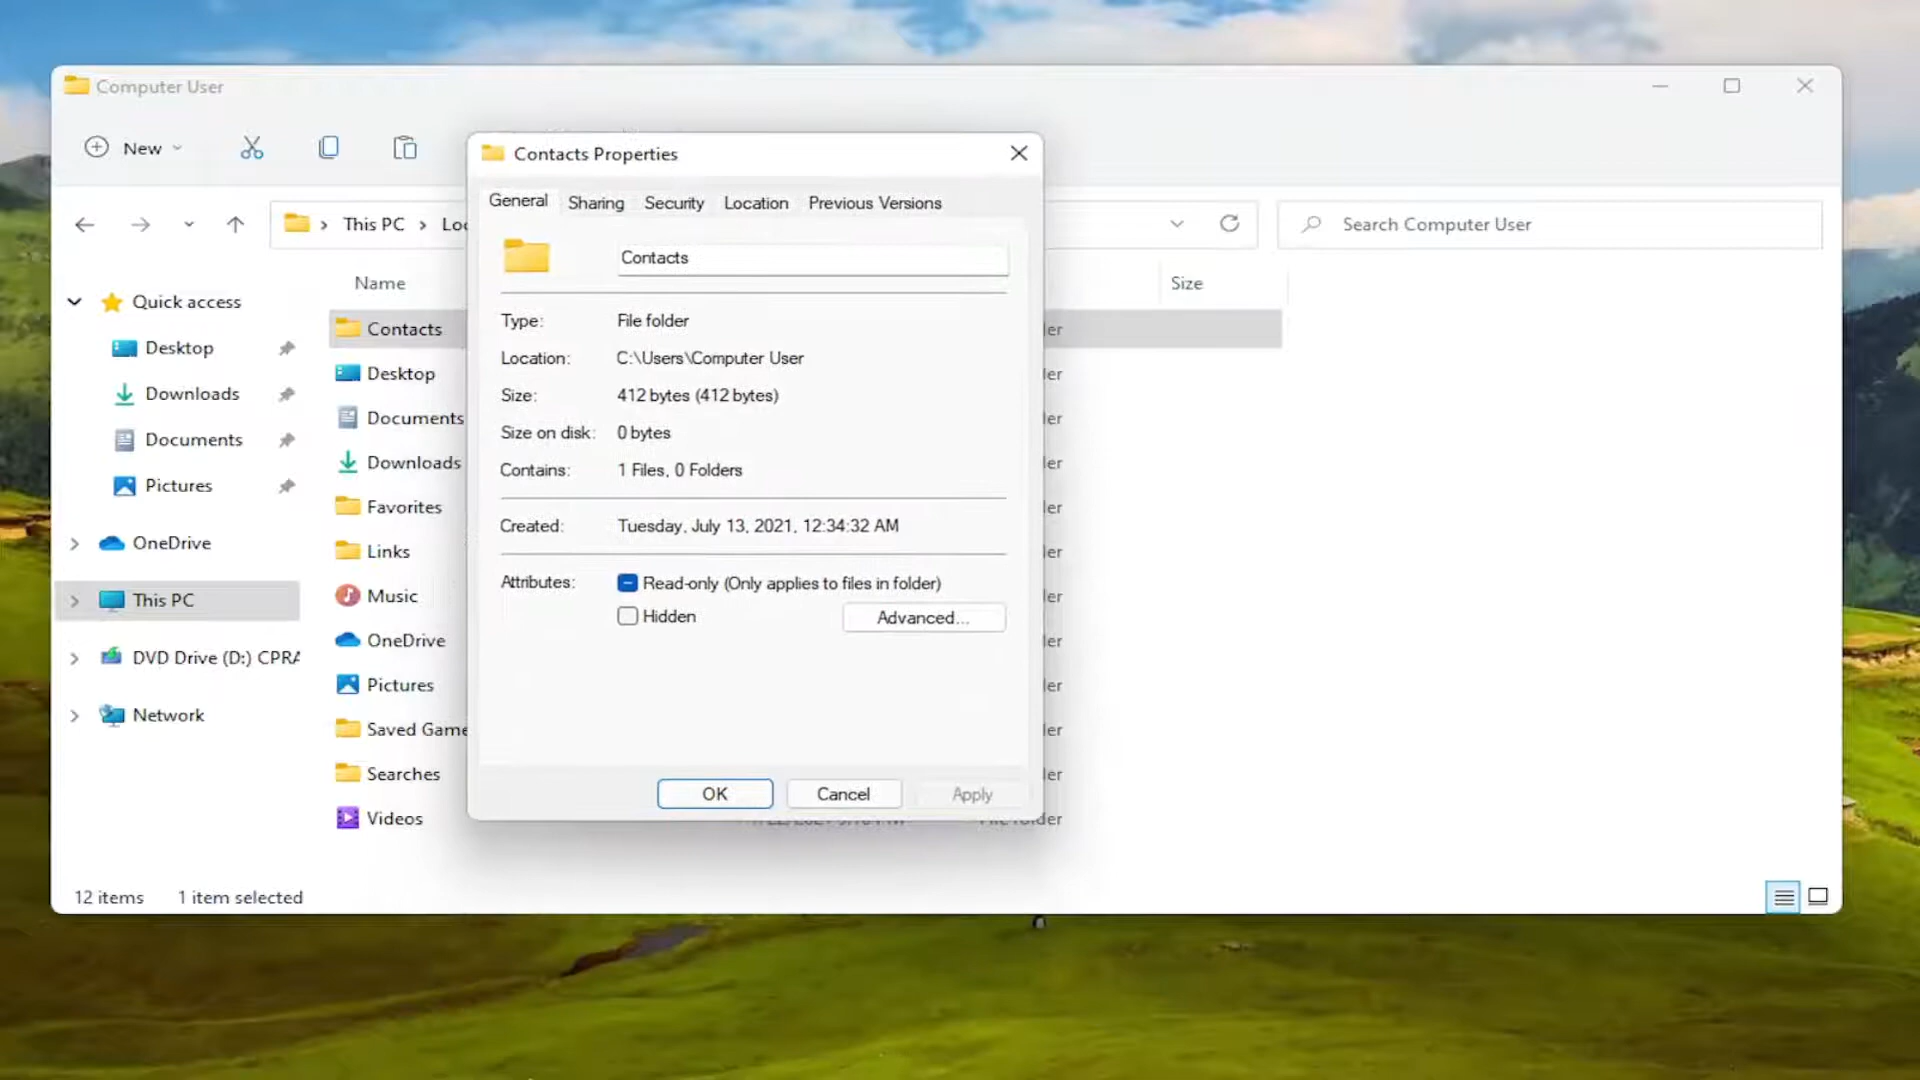 Computer User
New
Contacts Properties
General Sharing Security Location Previous Versions
This PC
Search Computer User
Contacts
Name
Size
Quick access
Desktop
Downloads
Documents
Pictures
OneDrive
This PC
DVD Drive (D:) CPRA
Network
Contacts
Desktop
Documents
Downloads
Favorites
Links
Music
OneDrive
Pictures
Saved Game
Searches
Videos
Type: File folder
Location: C:\Users\Computer User
Size: 412 bytes (412 bytes)
Size on disk: 0 bytes
Contains: 1 Files, 0 Folders
Created: Tuesday, July 13, 2021, 12:34:32 AM
Attributes: Read-only (Only applies to files in folder)
Hidden Advanced...
OK Cancel Apply
12 items 1 item selected